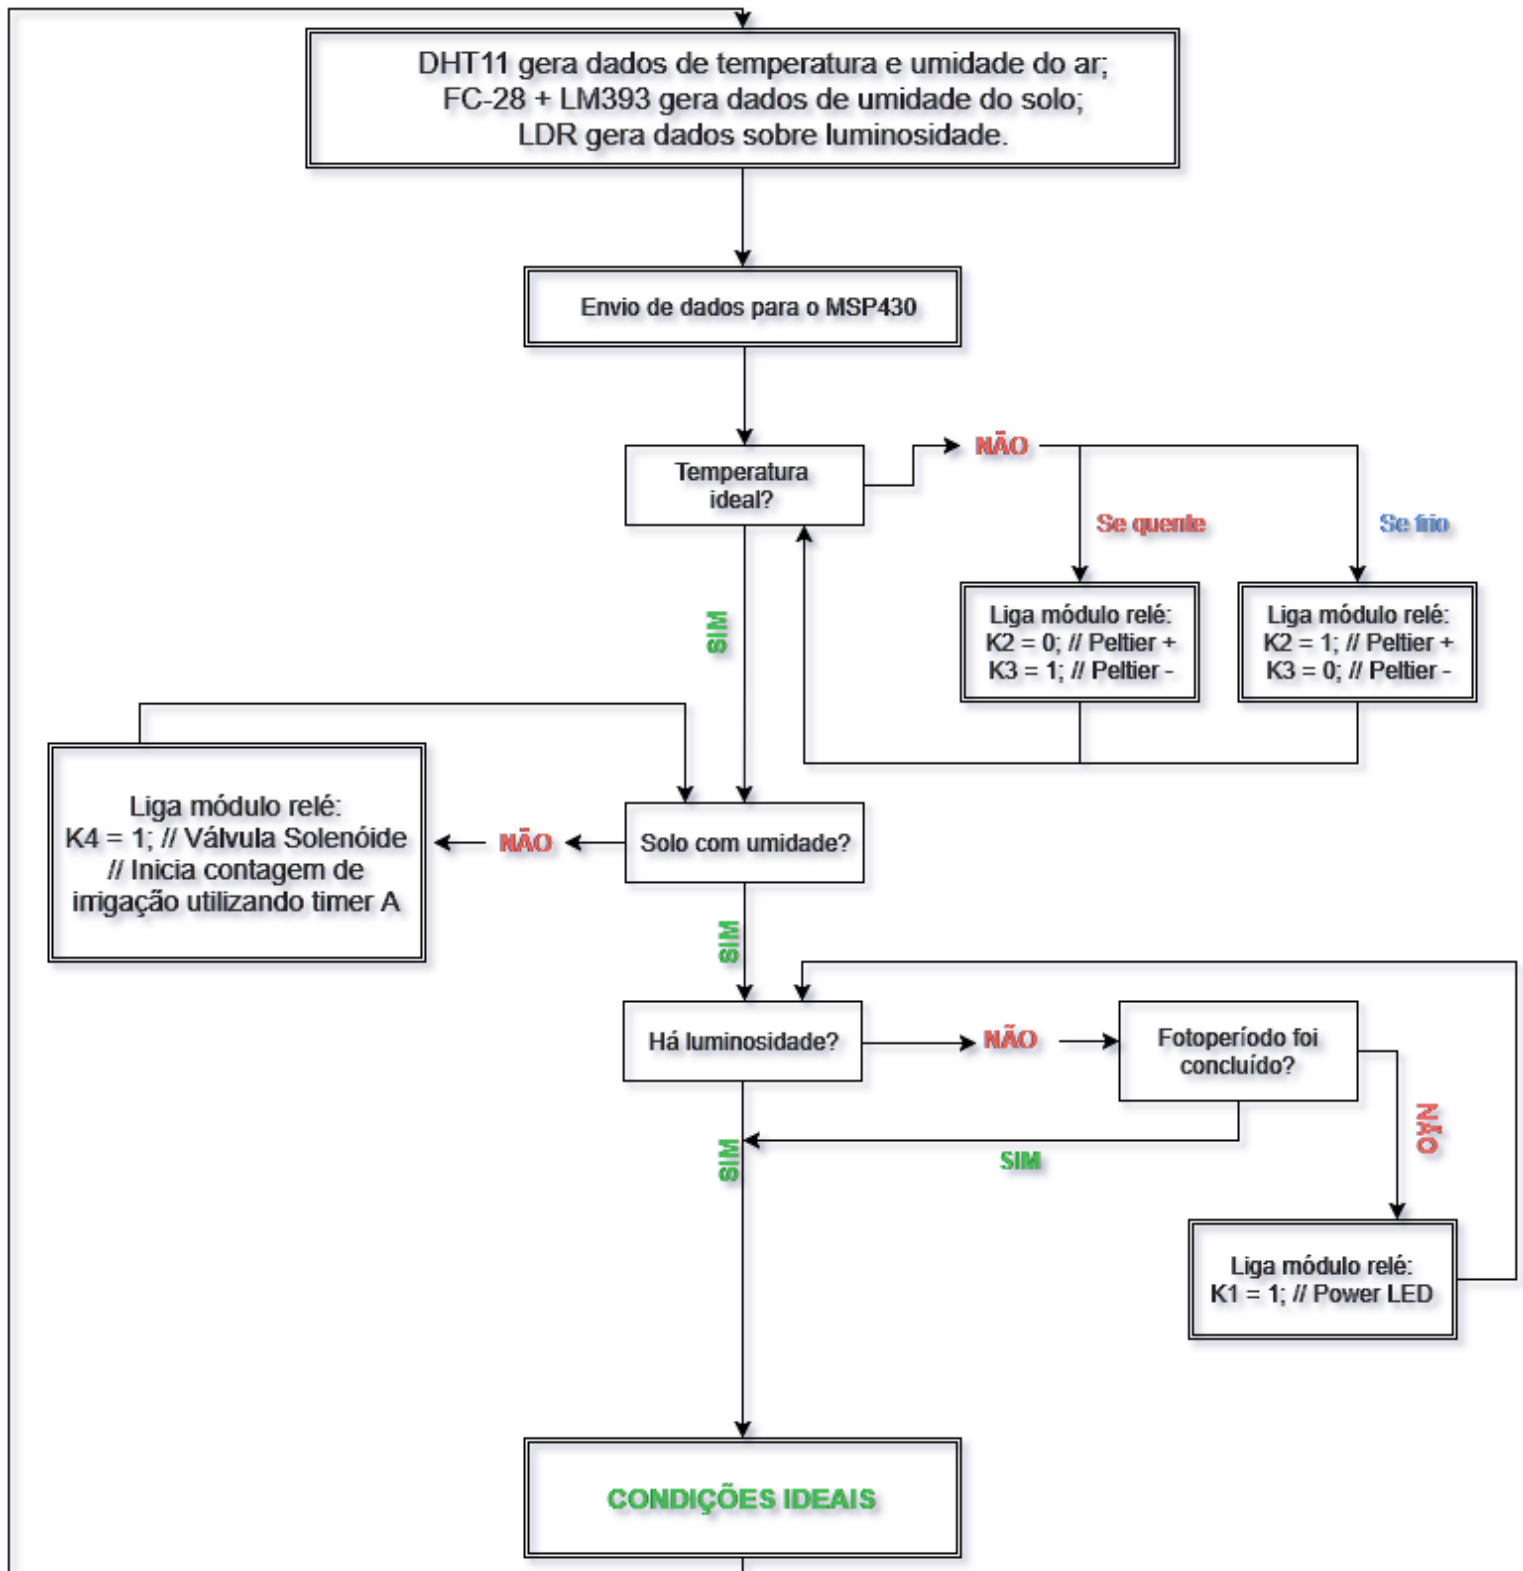 DHT11 gera dados de temperatura e umidade do ar;
FC-28 + LM393 gera dados de umidade do solo;
LDR gera dados sobre luminosidade.
Envio de dados para o MSP430
Temperatura
ideal?
NÃO
Se quente
Se frio
Liga módulo relé:
K2 = 0; // Peltier +
K3 = 1; // Peltier -
Liga módulo relé:
K2 = 1; // Peltier +
K3 = 0; // Peltier -
SIM
Liga módulo relé:
K4 = 1; // Válvula Solenóide
// Inicia contagem de
irrigação utilizando timer A
NÃO
Solo com umidade?
SIM
Há luminosidade?
NÃO
Fotoperíodo foi
concluído?
NÃO
SIM
SIM
Liga módulo relé:
K1 = 1; // Power LED
CONDIÇÕES IDEAIS